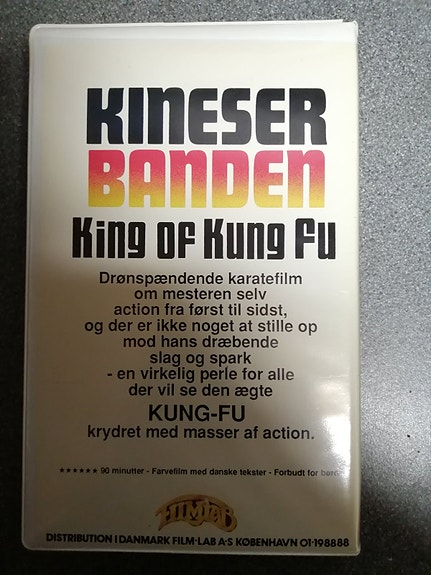 KINESER
BANDEN
King OF Kung Fu
Drønspændende karatefilm
om mesteren selv
action fra først til sidst,
og der er ikke noget at stille op
mod hans dræbende
slag og spark
- en virkelig perle for alle
der vil se den ægte
KUNG-FU
krydret med masser af action.
★★★★★★ 90 minutter - Farvefilm med danske tekster - Forbudt for
FILMLAB
DISTRIBUTION I DANMARK FILM-LAB A-S KØBENHAVN 01-198888